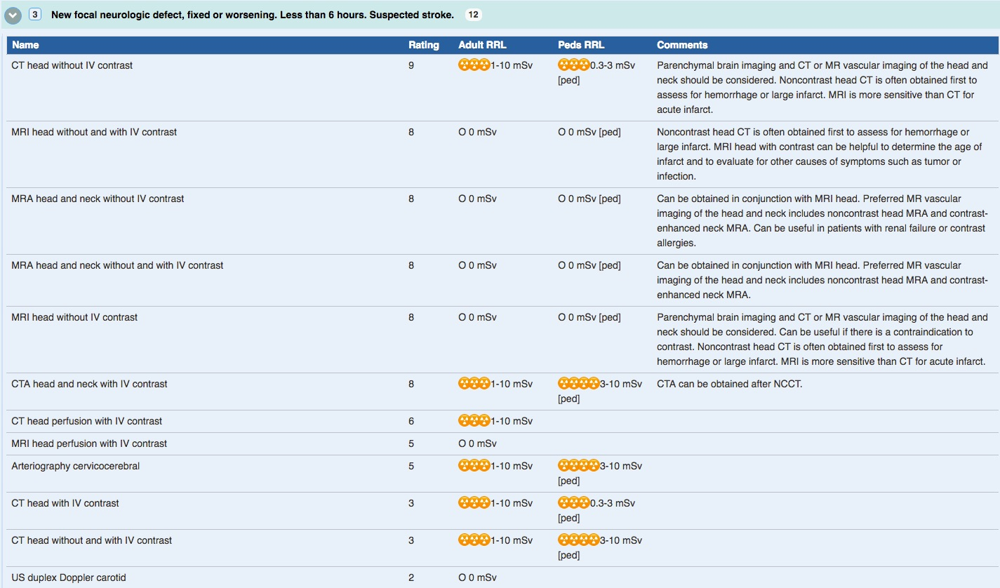 3 New focal neurologic defect, fixed or worsening. Less than 6 hours. Suspected stroke. 12
Name Rating Adult RRL Peds RRL Comments
CT head without IV contrast 9 1-10 mSv 0.3-3 mSv Parenchymal brain imaging and CT or MR vascular imaging of the head and
[ped] neck should be considered. Noncontrast head CT is often obtained first to
assess for hemorrhage or large infarct. MRI is more sensitive than CT for
acute infarct.
MRI head without and with IV contrast 8 O 0 mSv O 0 mSv [ped] Noncontrast head CT is often obtained first to assess for hemorrhage or
large infarct. MRI head with contrast can be helpful to determine the age of
infarct and to evaluate for other causes of symptoms such as tumor or
infection.
MRA head and neck without IV contrast 8 O 0 mSv O 0 mSv [ped] Can be obtained in conjunction with MRI head. Preferred MR vascular
imaging of the head and neck includes noncontrast head MRA and contrast-
enhanced neck MRA. Can be useful in patients with renal failure or contrast
allergies.
MRA head and neck without and with IV contrast 8 O 0 mSv O 0 mSv [ped] Can be obtained in conjunction with MRI head. Preferred MR vascular
imaging of the head and neck includes noncontrast head MRA and contrast-
enhanced neck MRA.
MRI head without IV contrast 8 O 0 mSv O 0 mSv [ped] Parenchymal brain imaging and CT or MR vascular imaging of the head and
neck should be considered. Can be useful if there is a contraindication to
contrast. Noncontrast head CT is often obtained first to assess for
hemorrhage or large infarct. MRI is more sensitive than CT for acute infarct.
CTA head and neck with IV contrast 8 1-10 mSv 3-10 mSv CTA can be obtained after NCCT.
[ped]
CT head perfusion with IV contrast 6 1-10 mSv
MRI head perfusion with IV contrast 5 O 0 mSv
Arteriography cervicocerebral 5 1-10 mSv 3-10 mSv
[ped]
CT head with IV contrast 3 1-10 mSv 0.3-3 mSv
[ped]
CT head without and with IV contrast 3 1-10 mSv 3-10 mSv
[ped]
US duplex Doppler carotid 2 O 0 mSv